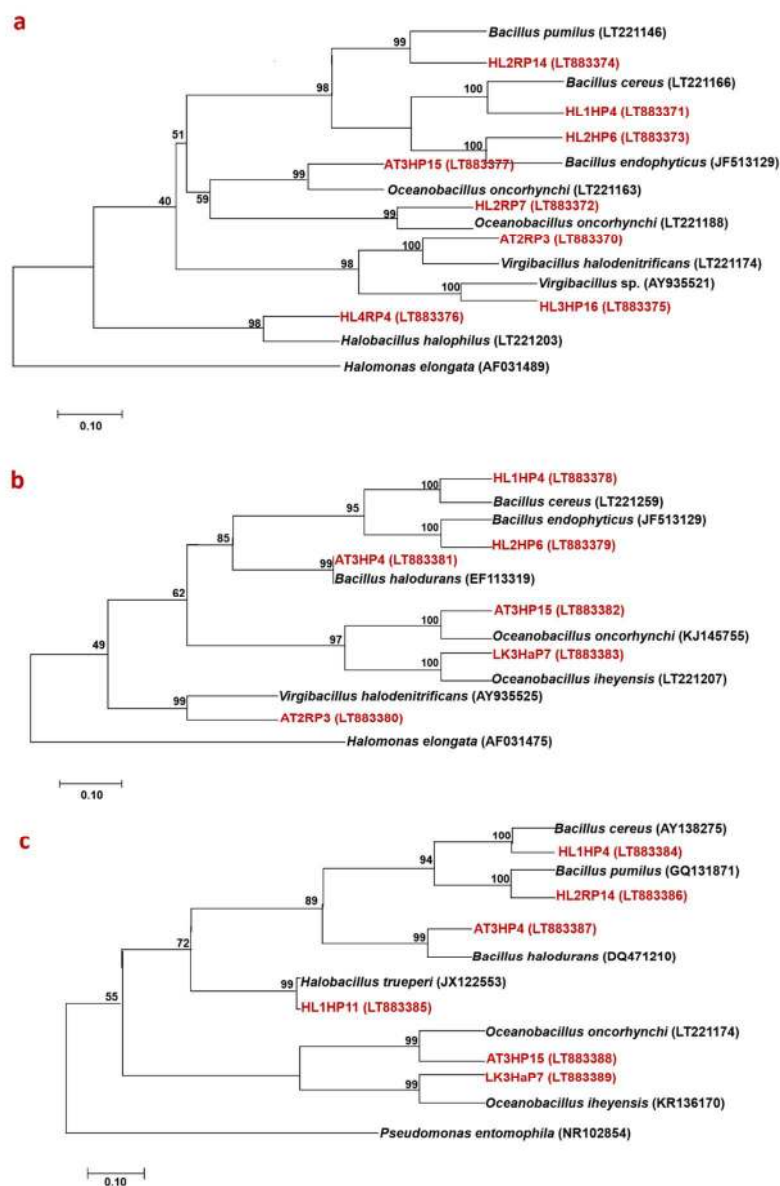 a
Bacillus pumilus (LT221146)
99
HL2RP14 (LT883374)
98
Bacillus cereus (LT221166)
100
HL1HP4 (LT883371)
51
HL2HP6 (LT883373)
100
AT3HP15 (LT883377)
Bacillus endophyticus (JF513129)
99
Oceanobacillus oncorhynchi (LT221163)
40
59
HL2RP7 (LT883372)
99
Oceanobacillus oncorhynchi (LT221188)
AT2RP3 (LT883370)
100
Virgibacillus halodenitrificans (LT221174)
98
Virgibacillus sp. (AY935521)
100
HL3HP16 (LT883375)
HL4RP4 (LT883376)
98
Halobacillus halophilus (LT221203)
Halomonas elongata (AF031489)
0.10
b
HL1HP4 (LT883378)
100
Bacillus cereus (LT221259)
95
Bacillus endophyticus (JF513129)
100
85
HL2HP6 (LT883379)
AT3HP4 (LT883381)
99
Bacillus halodurans (EF113319)
62
AT3HP15 (LT883382)
100
Oceanobacillus oncorhynchi (KJ145755)
49
97
LK3HaP7 (LT883383)
100
Oceanobacillus iheyensis (LT221207)
Virgibacillus halodenitrificans (AY935525)
99
AT2RP3 (LT883380)
Halomonas elongata (AF031475)
0.10
c
Bacillus cereus (AY138275)
100
HL1HP4 (LT883384)
94
Bacillus pumilus (GQ131871)
100
HL2RP14 (LT883386)
89
AT3HP4 (LT883387)
99
72
Bacillus halodurans (DQ471210)
99
Halobacillus trueperi (JX122553)
HL1HP11 (LT883385)
55
Oceanobacillus oncorhynchi (LT221174)
99
AT3HP15 (LT883388)
LK3HaP7 (LT883389)
99
Oceanobacillus iheyensis (KR136170)
Pseudomonas entomophila (NR102854)
0.10